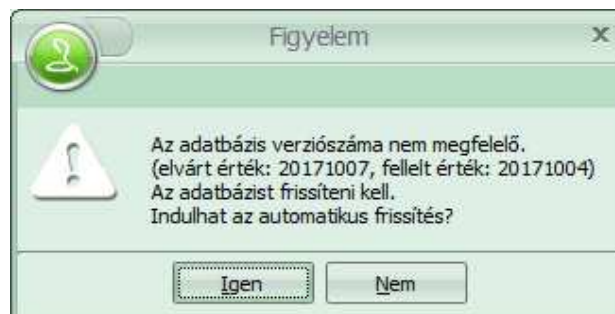 Figyelem
x
Az adatbázis verziószáma nem megfelelő.
(elvárt érték: 20171007, fellelt érték: 20171004)
Az adatbázist frissíteni kell.
Indulhat az automatikus frissítés?
Igen
Nem